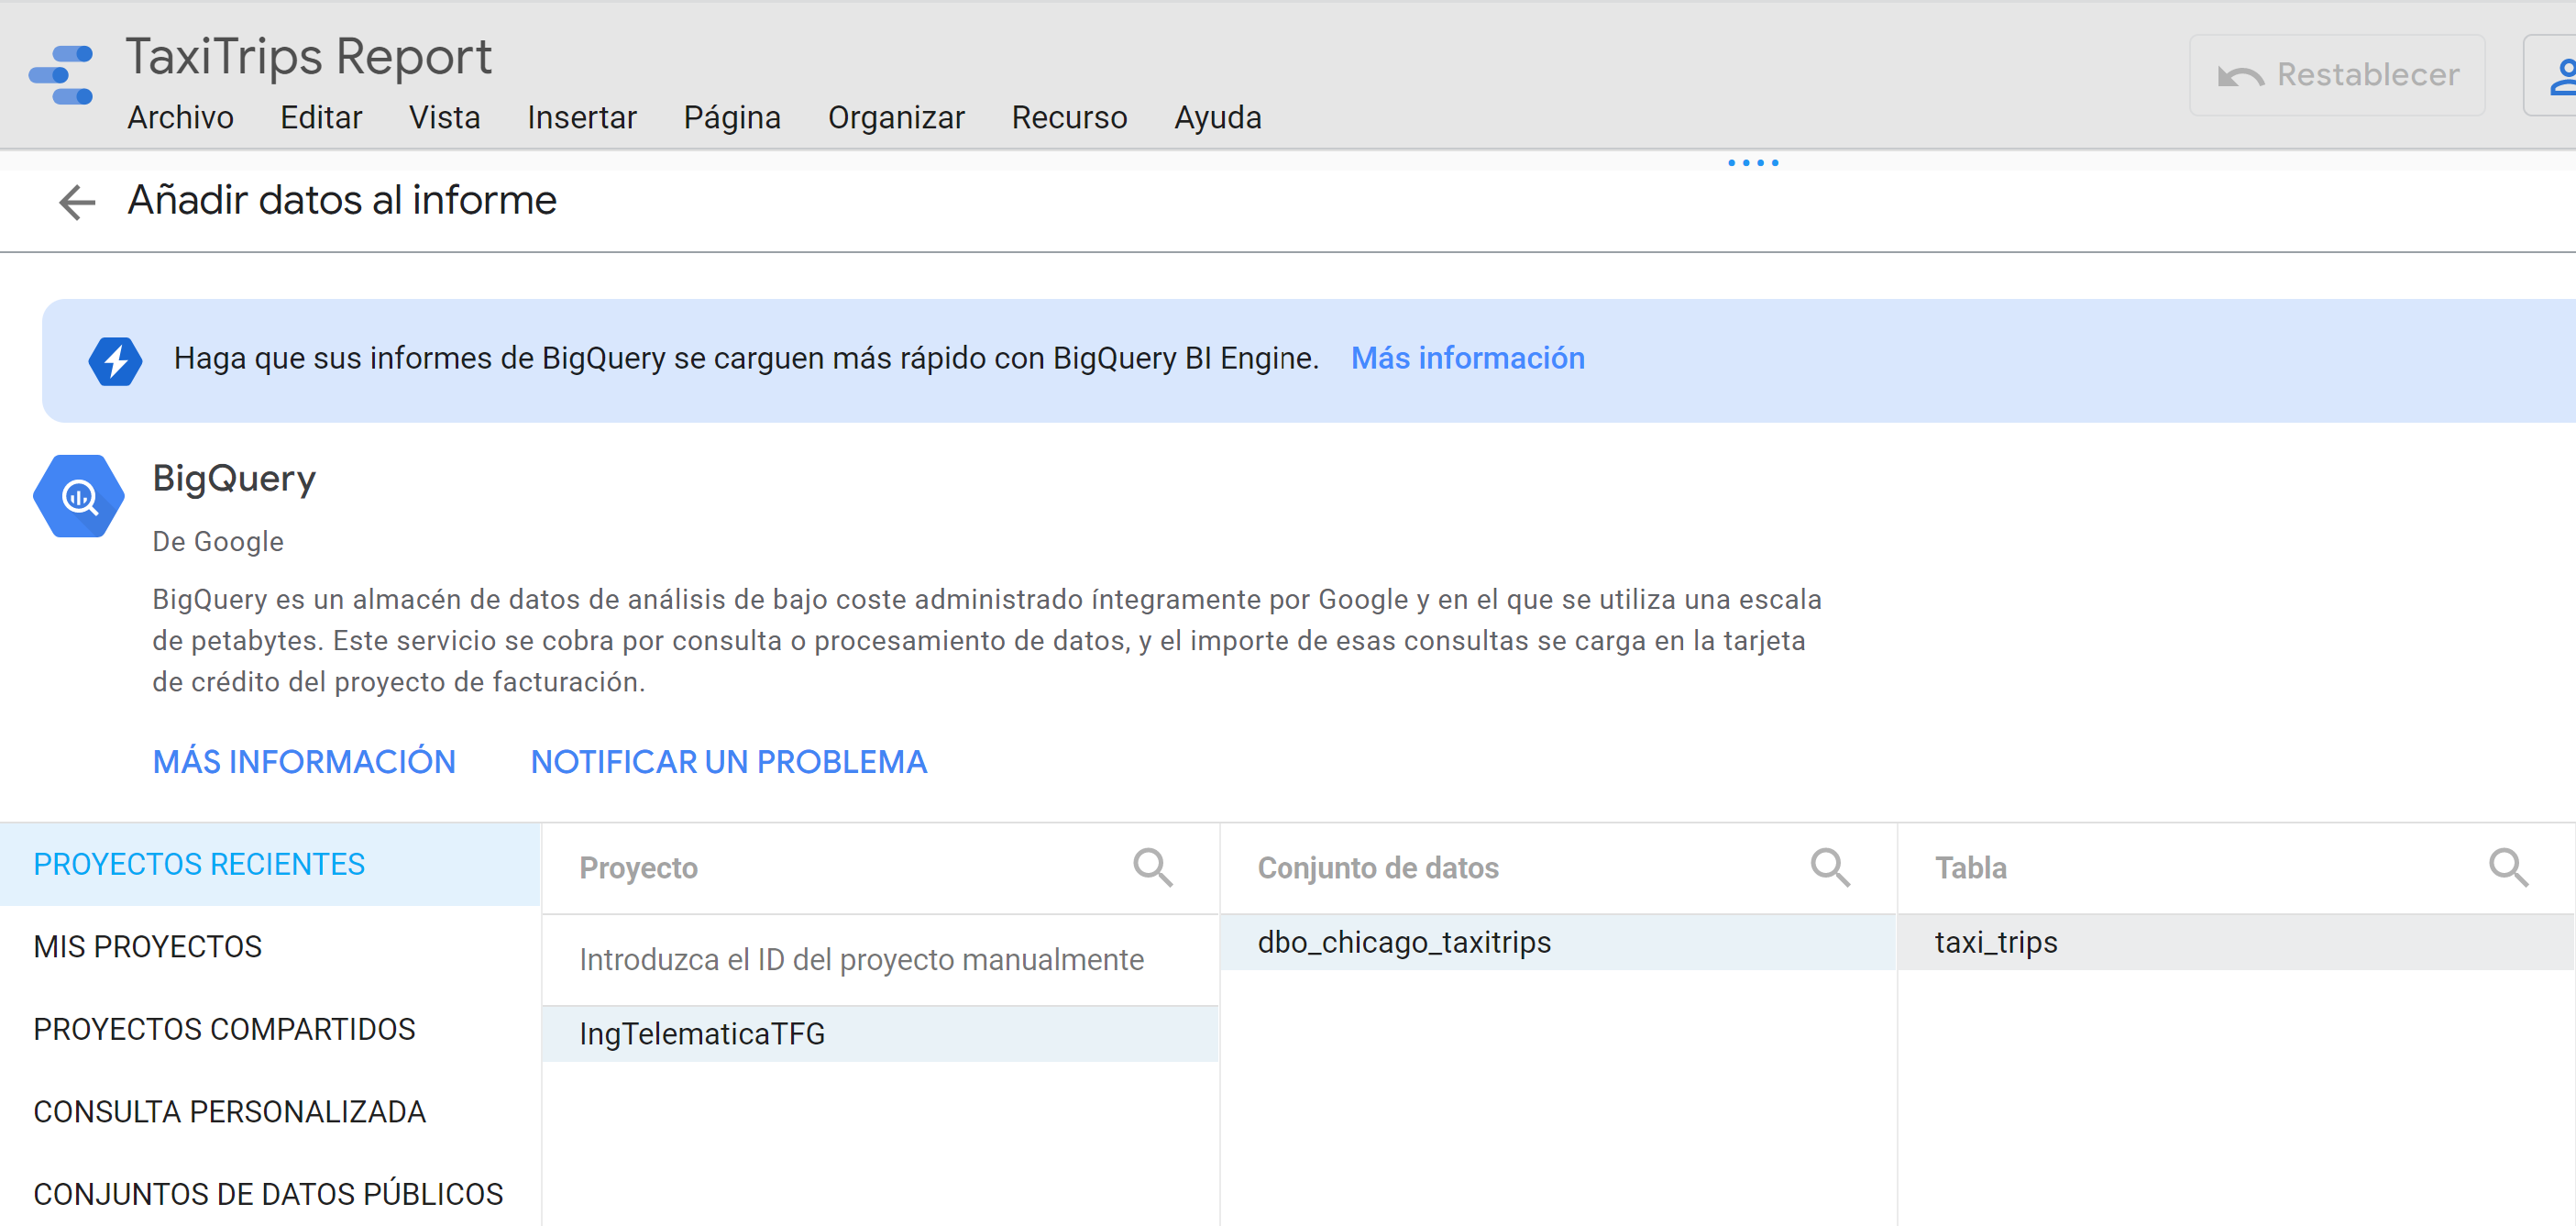 TaxiTrips Report
Restablecer
Archivo Editar Vista Insertar Página Organizar Recurso Ayuda
Añadir datos al informe
Haga que sus informes de BigQuery se carguen más rápido con BigQuery BI Engine. Más información
BigQuery
De Google
BigQuery es un almacén de datos de análisis de bajo coste administrado íntegramente por Google y en el que se utiliza una escala
de petabytes. Este servicio se cobra por consulta o procesamiento de datos, y el importe de esas consultas se carga en la tarjeta
de crédito del proyecto de facturación.
MÁS INFORMACIÓN NOTIFICAR UN PROBLEMA
PROYECTOS RECIENTES
MIS PROYECTOS
PROYECTOS COMPARTIDOS
CONSULTA PERSONALIZADA
CONJUNTOS DE DATOS PÚBLICOS
Proyecto
Introduzca el ID del proyecto manualmente
IngTelematicaTFG
Conjunto de datos
dbo_chicago_taxitrips
Tabla
taxi_trips